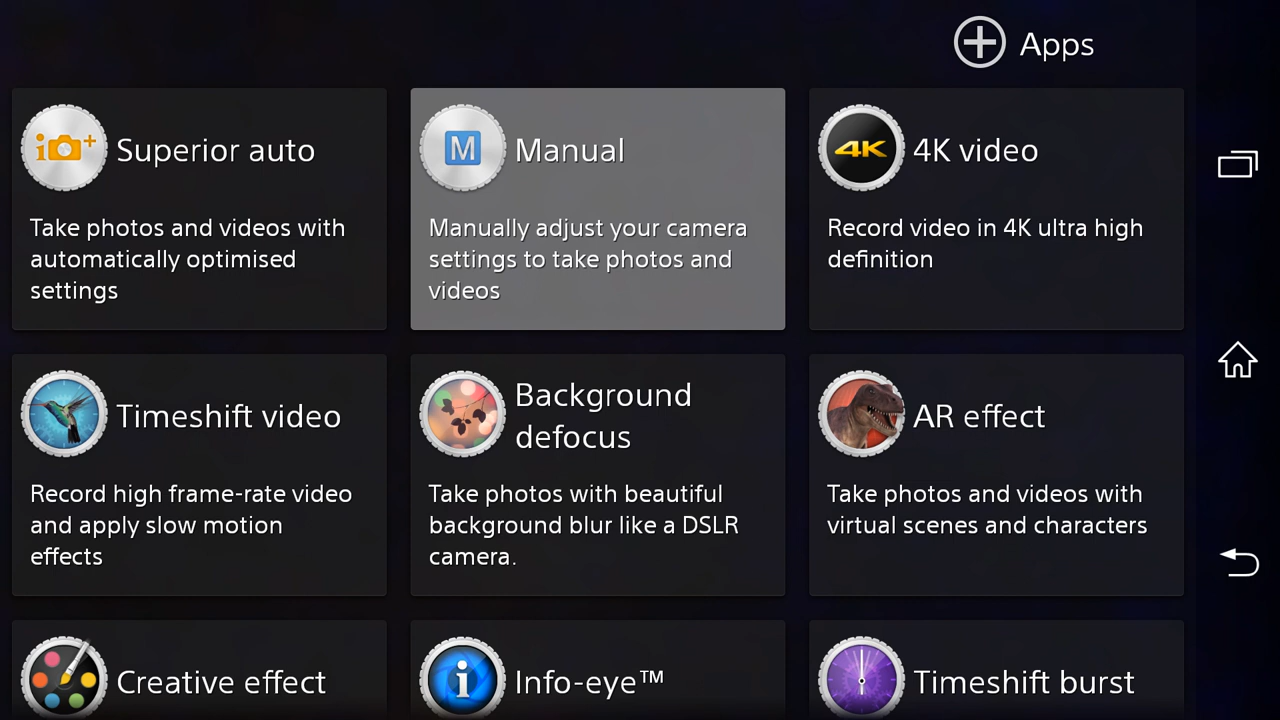 Apps
i +
Superior auto
Take photos and videos with
automatically optimised
settings
M
Manual
Manually adjust your camera
settings to take photos and
videos
4K
4K video
Record video in 4K ultra high
definition
Timeshift video
Record high frame-rate video
and apply slow motion
effects
Background
defocus
Take photos with beautiful
background blur like a DSLR
camera.
AR effect
Take photos and videos with
virtual scenes and characters
Creative effect
i
Info-eye™
Timeshift burst